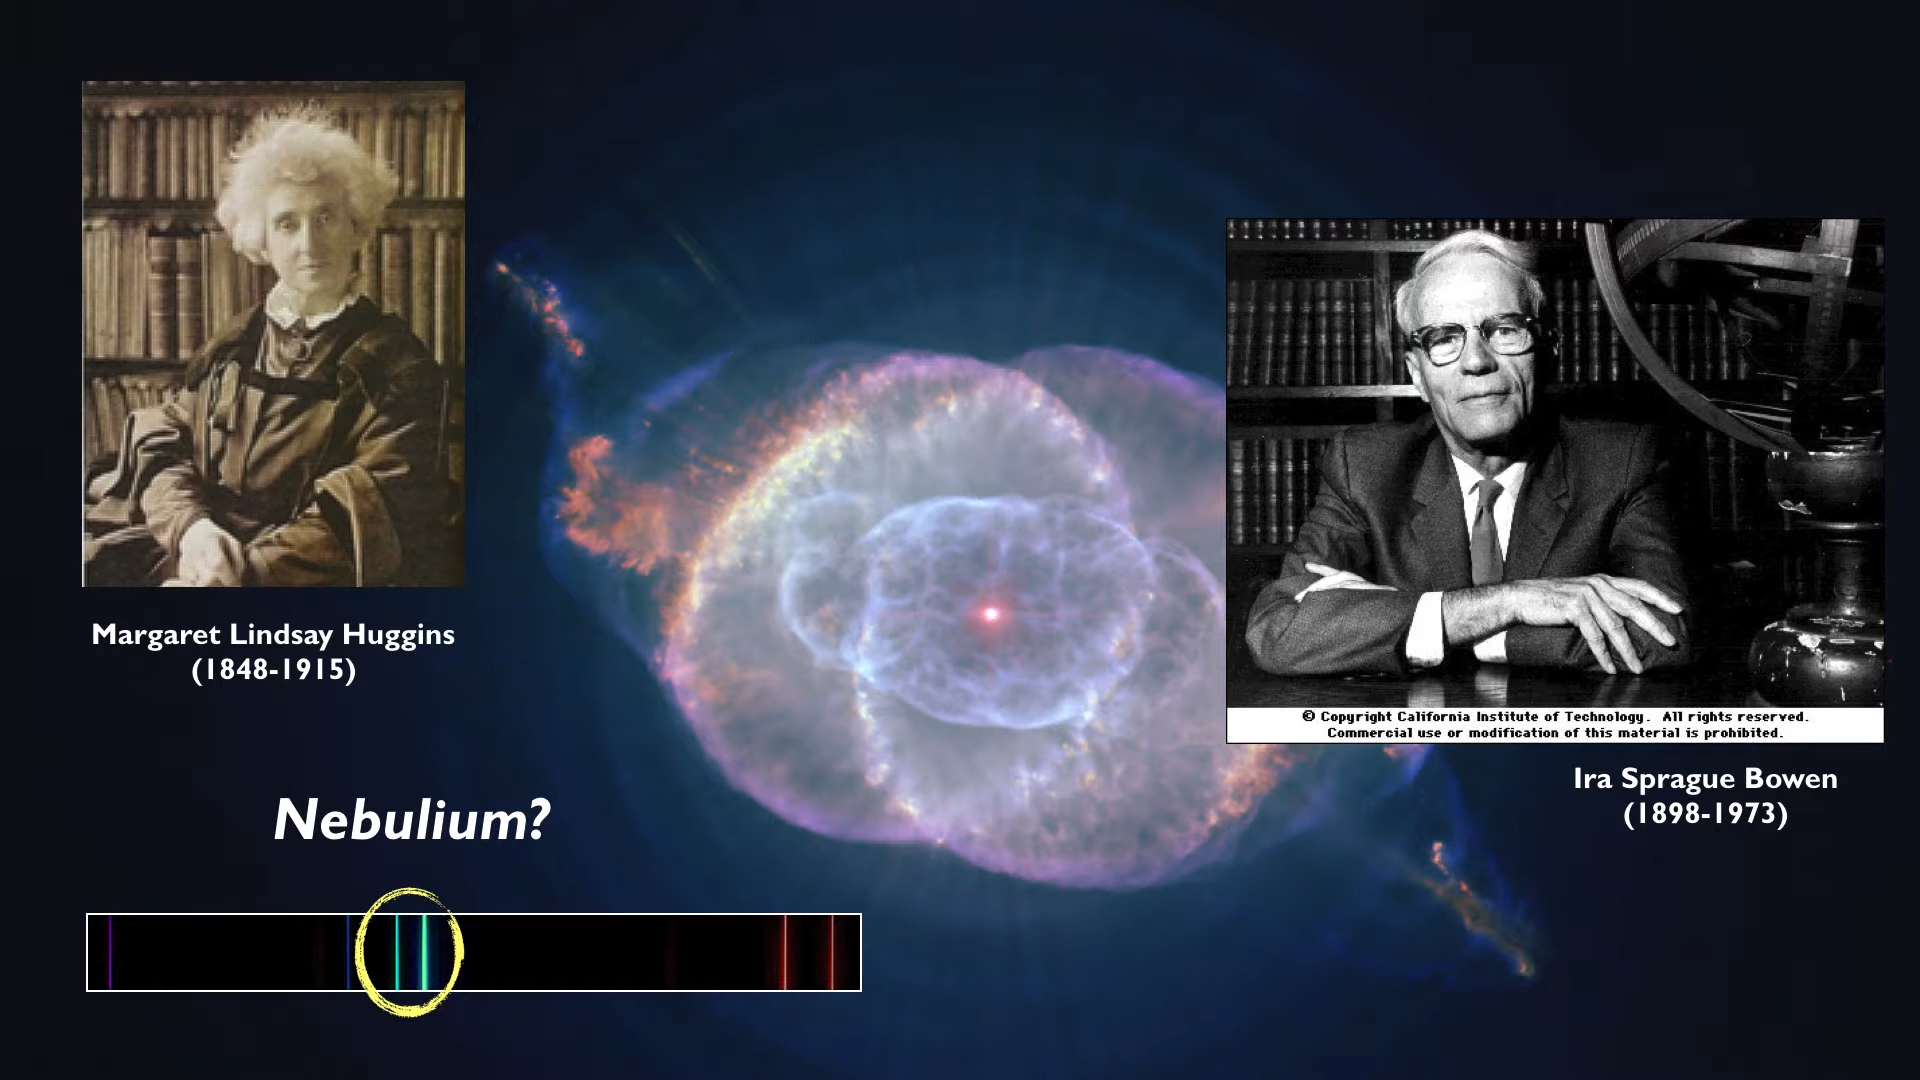 Margaret Lindsay Huggins
(1848-1915)
© Copyright California Institute of Technology. All rights reserved.
Commercial use or modification of this material is prohibited.
Ira Sprague Bowen
(1898-1973)
Nebulium?